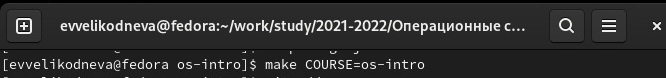 evvelikodneva@fedora:~/work/study/2021-2022/Операционные с...
[evvelikodneva@fedora os-intro]$ make COURSE=os-intro